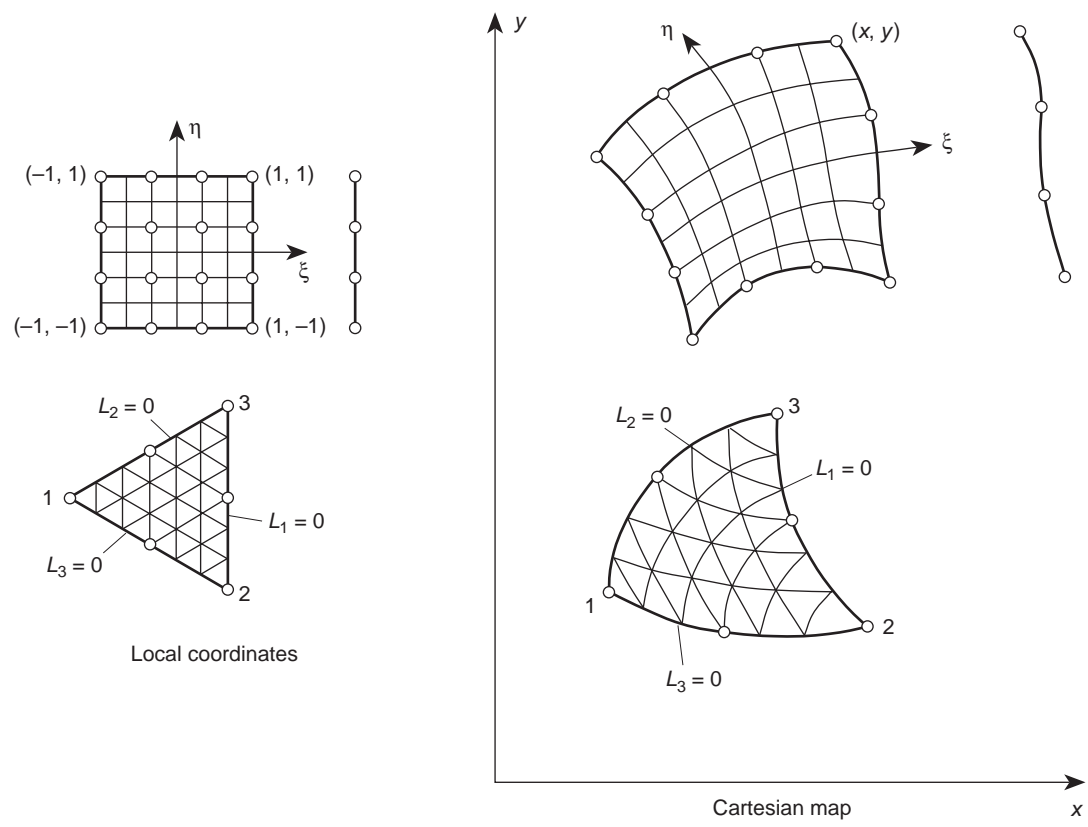 η
(–1, 1)
(1, 1)
ξ
(–1, –1)
(1, –1)
L₂ = 0
3
1
L₁ = 0
L₃ = 0
2
Local coordinates
y
η
(x, y)
ξ
L₂ = 0
3
L₁ = 0
1
2
L₃ = 0
Cartesian map
x